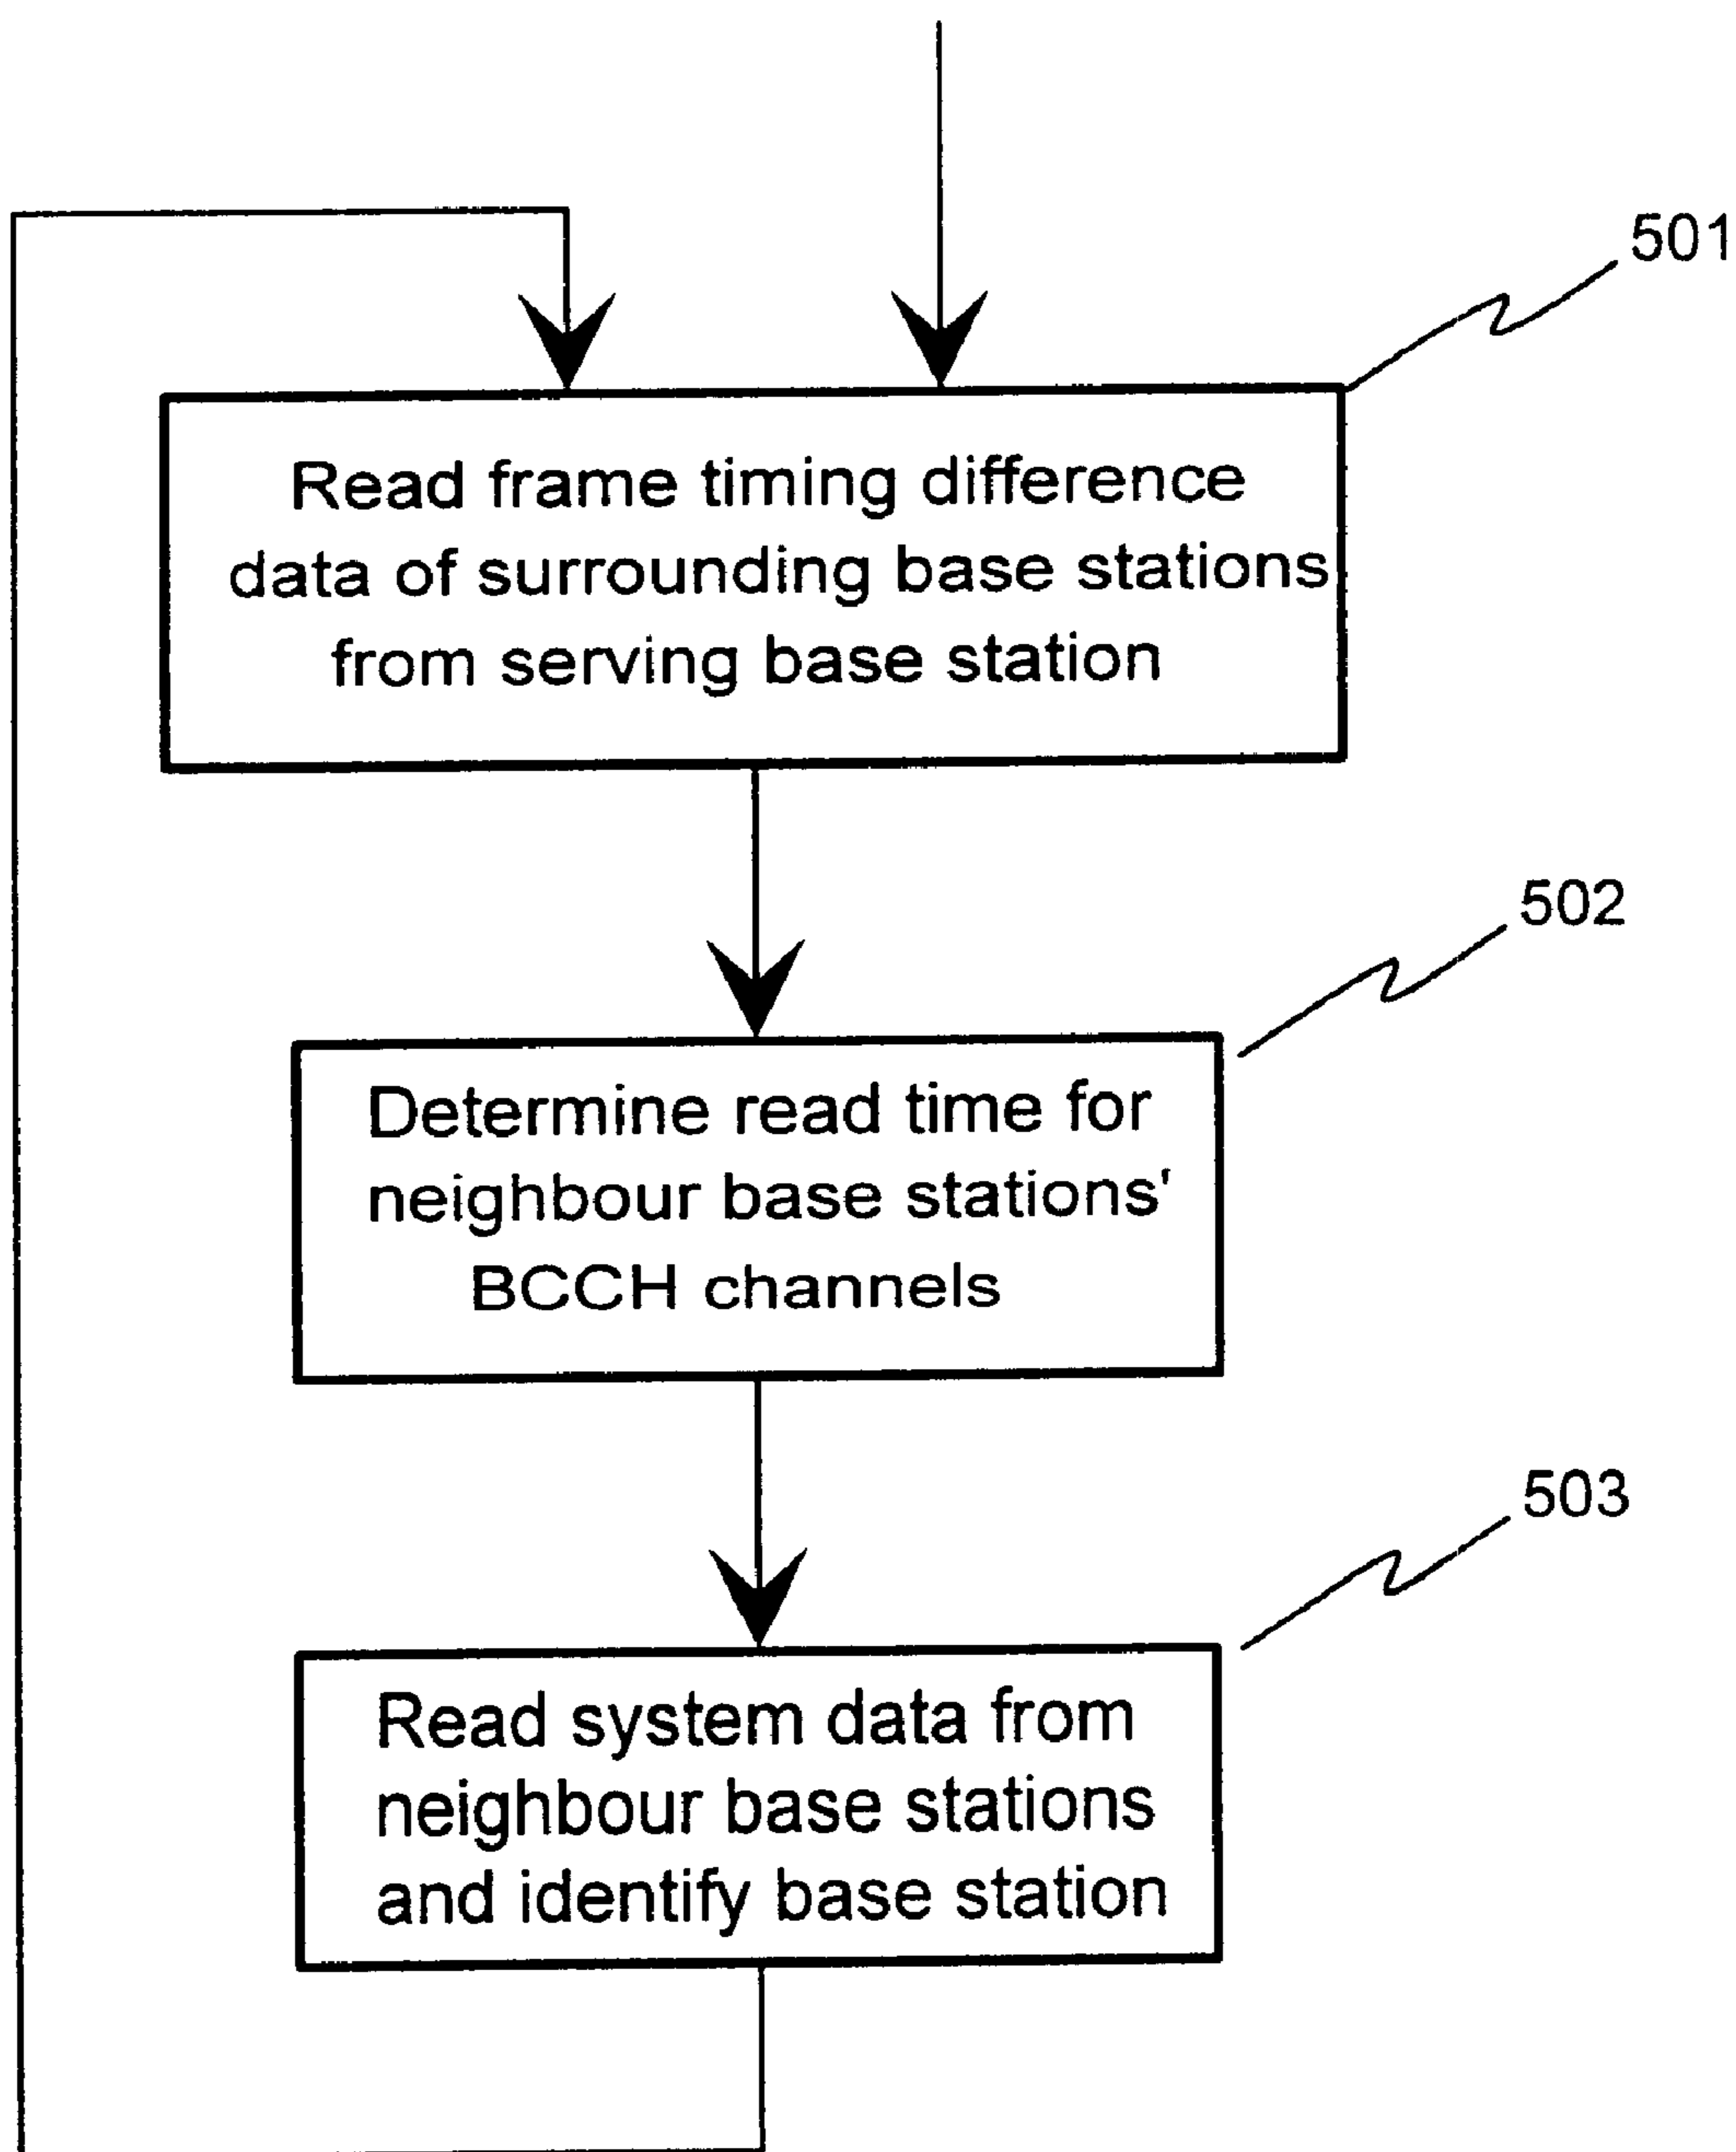 501
Read frame timing difference
data of surrounding base stations
from serving base station
502
Determine read time for
neighbour base stations'
BCCH channels
503
Read system data from
neighbour base stations
and identify base station